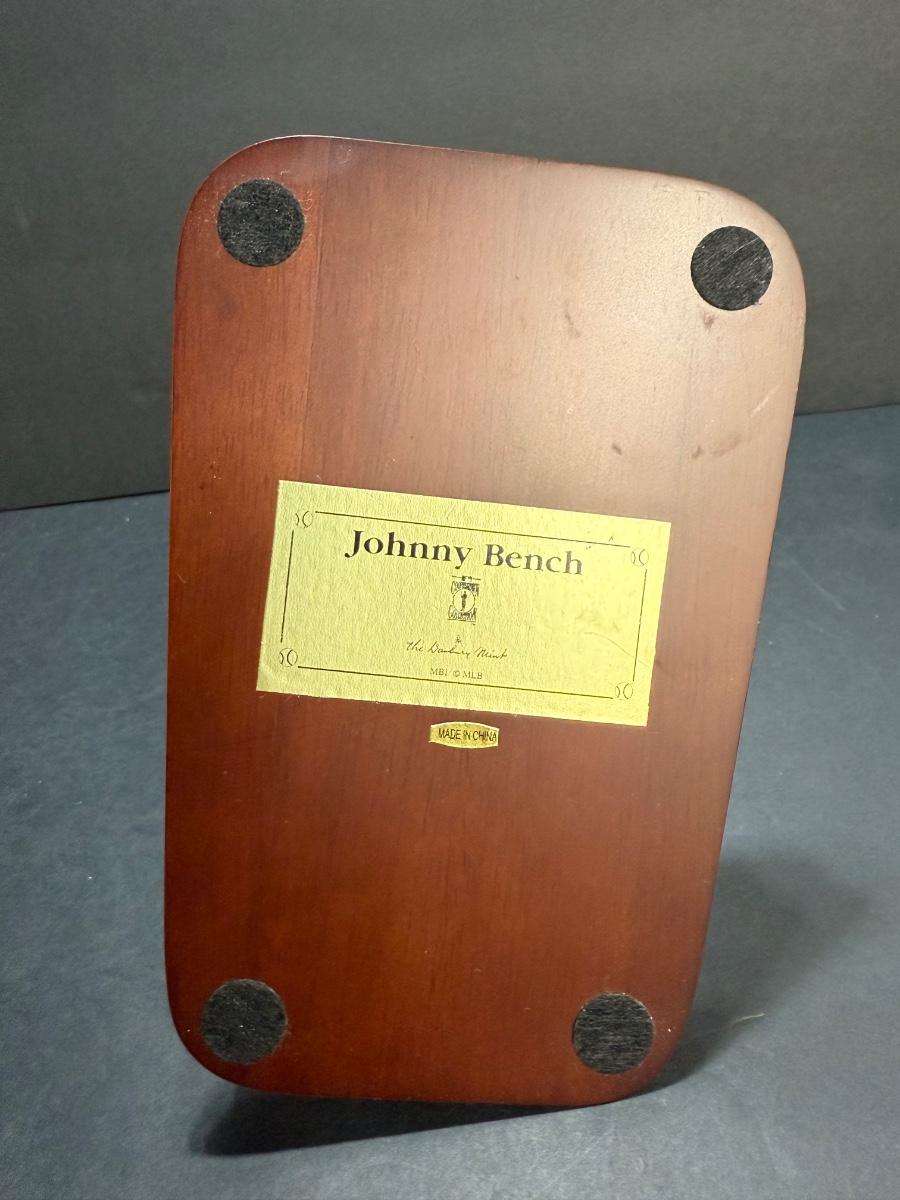 Johnny Bench
The Danbury Mint
MBI © MLB
MADE IN CHINA